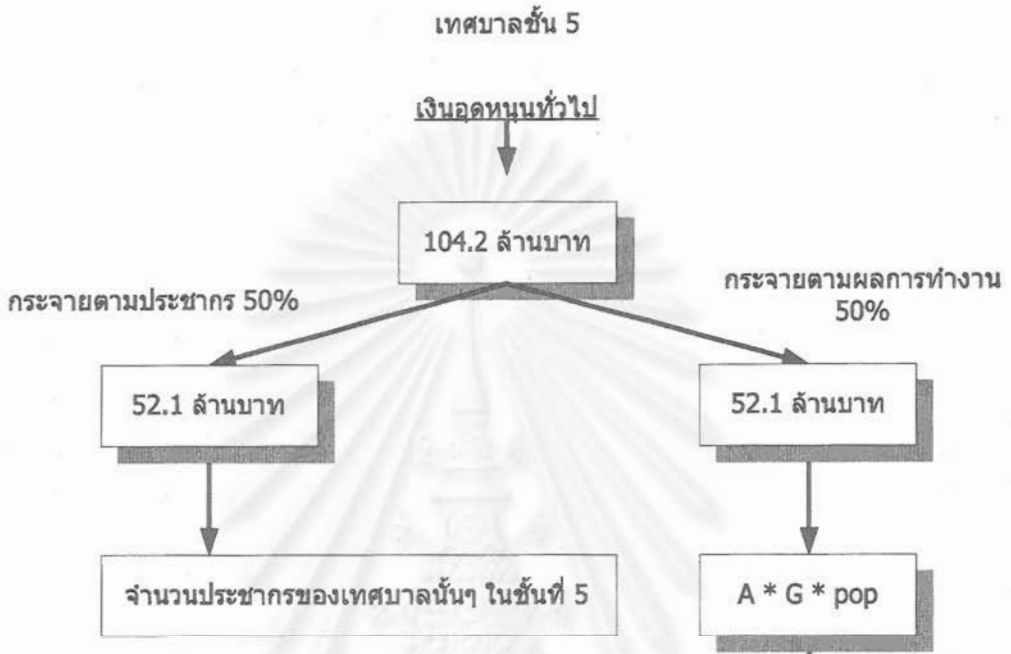 เทศบาลชั้น 5
เงินอุดหนุนทั่วไป
104.2 ล้านบาท
กระจายตามประชากร 50%
กระจายตามผลการทำงาน
50%
52.1 ล้านบาท
52.1 ล้านบาท
จำนวนประชากรของเทศบาลนั้นๆ ในชั้นที่ 5
A * G * pop